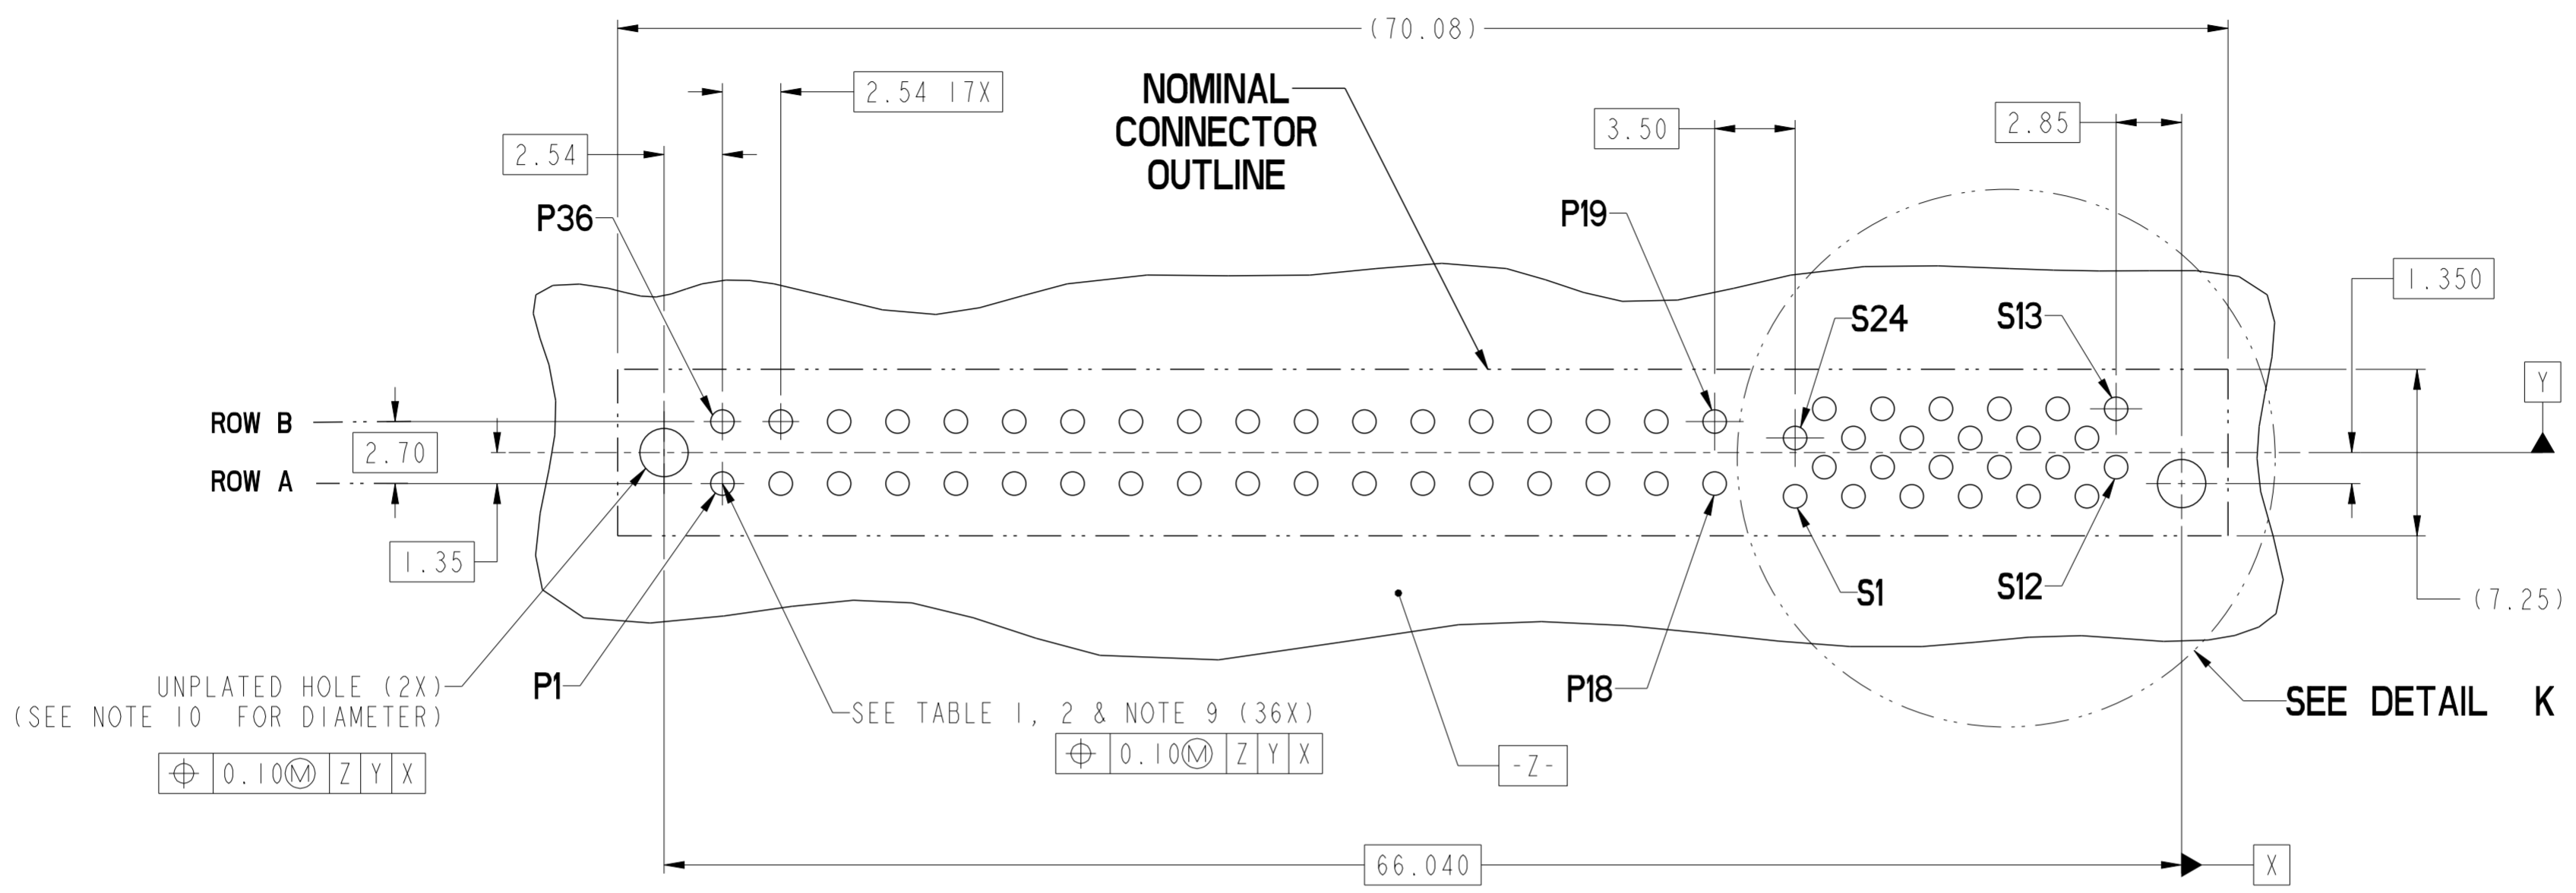 (70.08)
2.54 17X
NOMINAL
CONNECTOR
OUTLINE
2.54
3.50
2.85
P36
P19
1.350
S24
S13
Y
ROW B
2.70
ROW A
1.35
S1
S12
(7.25)
UNPLATED HOLE (2X)
(SEE NOTE 10 FOR DIAMETER)
⌖ 0.10Ⓜ Z Y X
P1
SEE TABLE 1, 2 & NOTE 9 (36X)
⌖ 0.10Ⓜ Z Y X
P18
-Z-
SEE DETAIL K
66.040
X